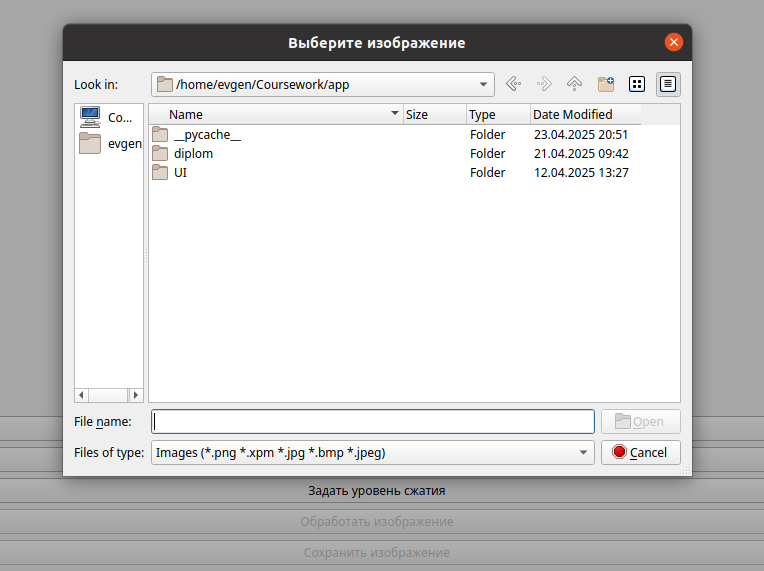 Выберите изображение
Look in: /home/evgen/Coursework/app
Co...
evgen
Name Size Type Date Modified
__pycache__ Folder 23.04.2025 20:51
diplom Folder 21.04.2025 09:42
UI Folder 12.04.2025 13:27
File name: Open
Files of type: Images (*.png *.xpm *.jpg *.bmp *.jpeg) Cancel
Задать уровень сжатия
Обработать изображение
Сохранить изображение